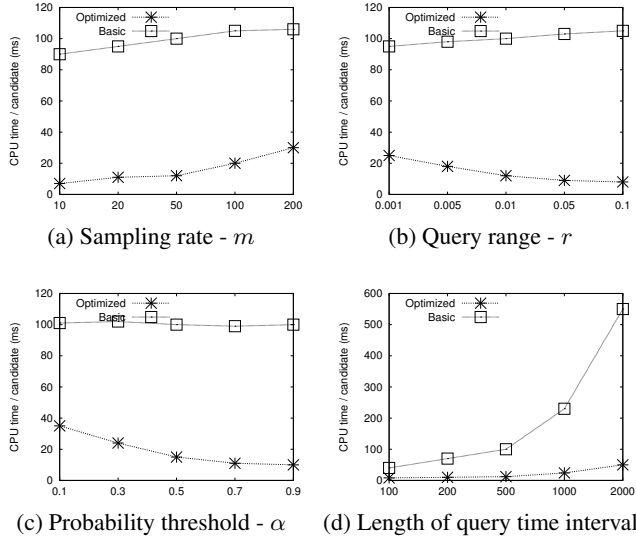 120
100
80
60
40
20
0
CPU time / candidate (ms)
Optimized
Basic
10 20 50 100 200
(a) Sampling rate - m
120
100
80
60
40
20
0
CPU time / candidate (ms)
Optimized
Basic
0.001 0.005 0.01 0.05 0.1
(b) Query range - r
120
100
80
60
40
20
0
CPU time / candidate (ms)
Optimized
Basic
0.1 0.3 0.5 0.7 0.9
(c) Probability threshold - α
600
500
400
300
200
100
0
CPU time / candidate (ms)
Optimized
Basic
100 200 500 1000 2000
(d) Length of query time interval